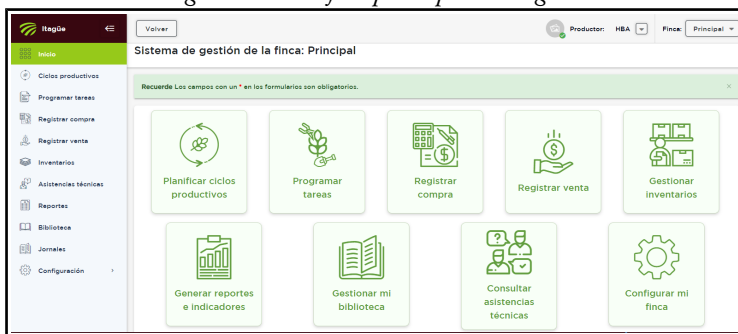 Itagüe
Volver
Productor: HBA
Finca: Principal
Sistema de gestión de la finca: Principal
Recuerde Los campos con un * en los formularios son obligatorios.
Inicio
Ciclos productivos
Programar tareas
Registrar compra
Registrar venta
Inventarios
Asistencias técnicas
Reportes
Biblioteca
Jornales
Configuración
Planificar ciclos
productivos
Programar
tareas
Registrar
compra
Registrar venta
Gestionar
inventarios
Generar reportes
e indicadores
Gestionar mi
biblioteca
Consultar
asistencias
técnicas
Configurar mi
finca